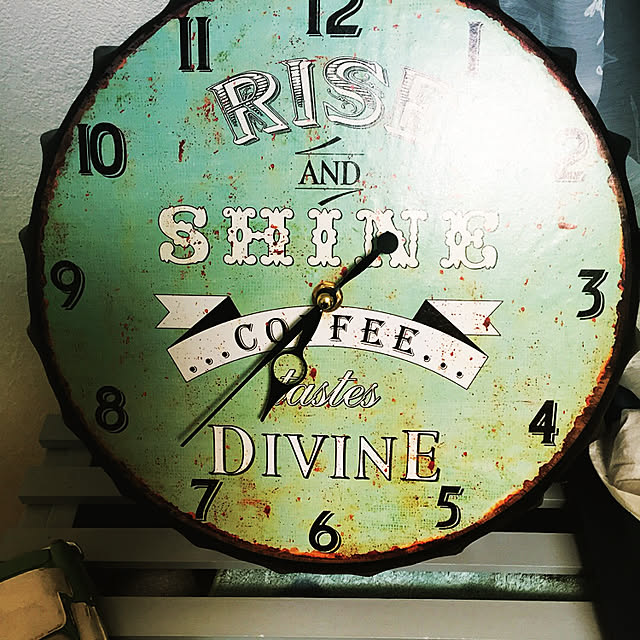 12
11 1
RISE
10 2
AND
SHINE
9 3
...COFFEE...
tastes
8 4
DIVINE
7 5
6